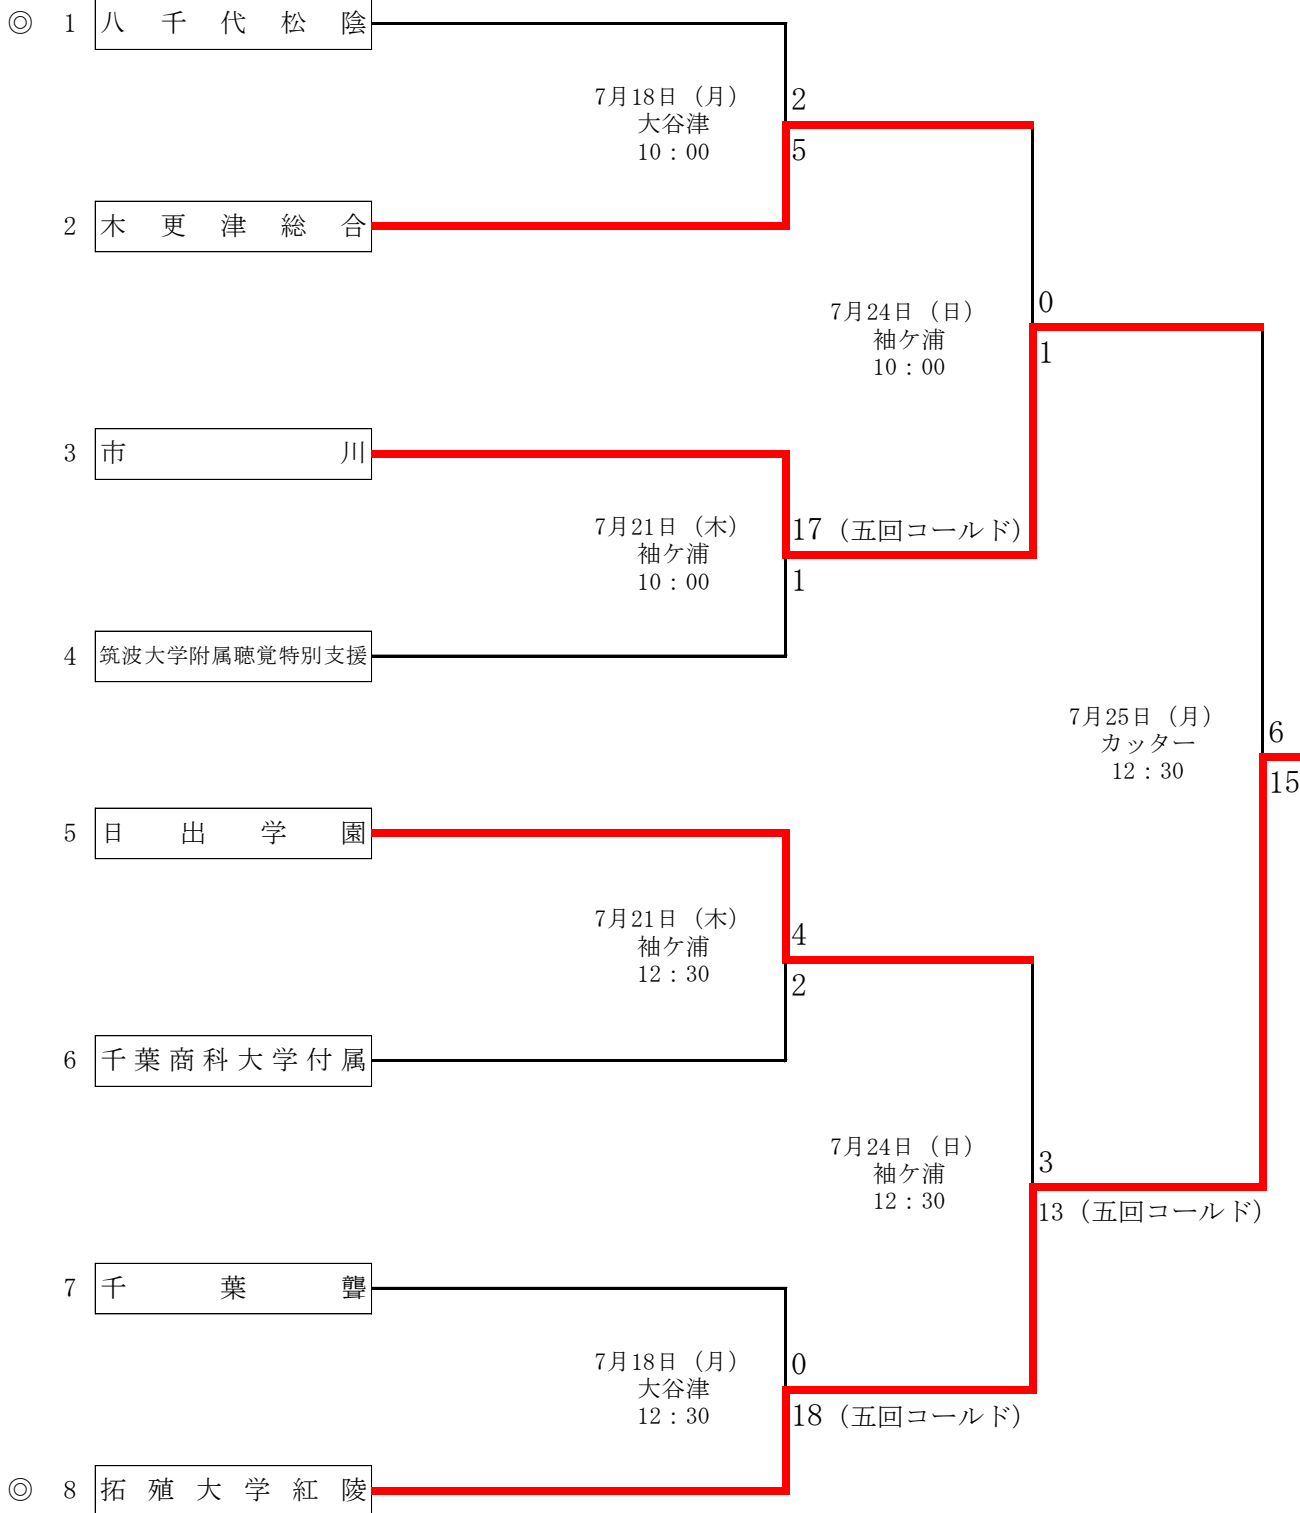 ◎ 1 八千代松陰
7月18日（月）
大谷津
10：00
2
5
2 木更津総合
7月24日（日）
袖ケ浦
10：00
0
1
3 市川
7月21日（木）
袖ケ浦
10：00
17（五回コールド）
1
4 筑波大学附属聴覚特別支援
7月25日（月）
カッター
12：30
6
15
5 日出学園
7月21日（木）
袖ケ浦
12：30
4
2
6 千葉商科大学付属
7月24日（日）
袖ケ浦
12：30
3
13（五回コールド）
7 千葉聾
7月18日（月）
大谷津
12：30
0
18（五回コールド）
◎ 8 拓殖大学紅陵